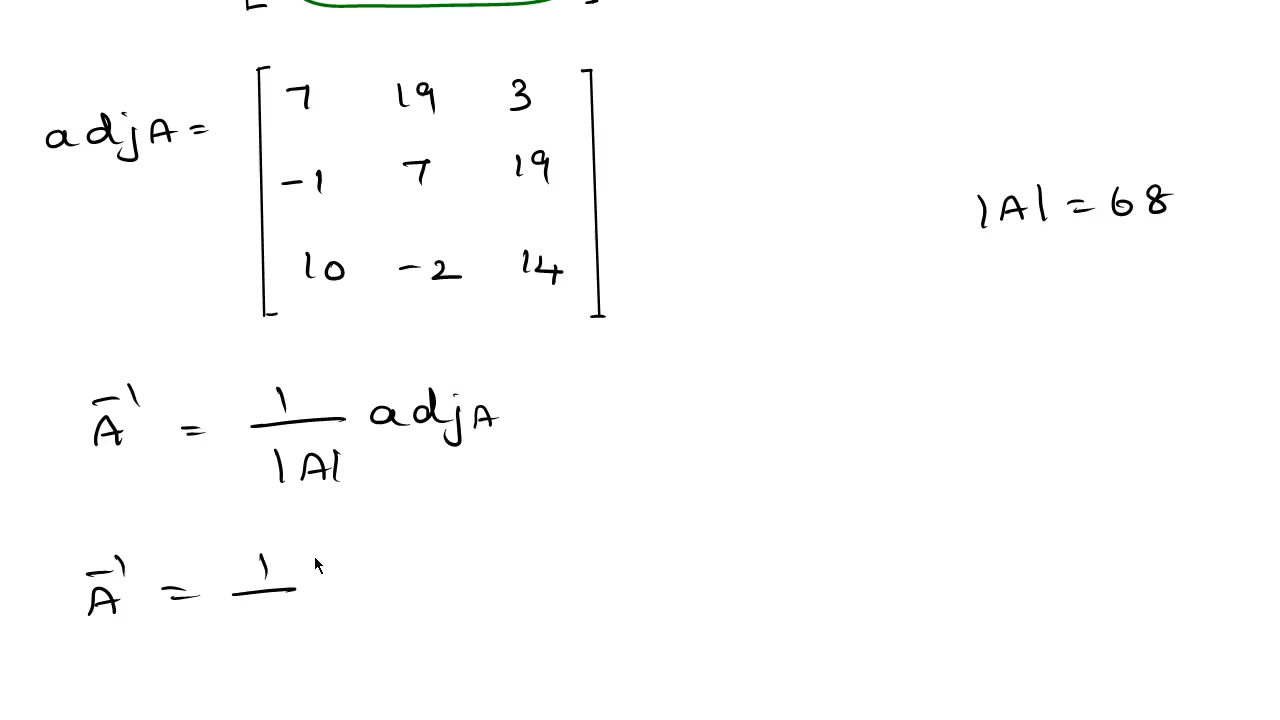 adjA = [ 7 19 3
-1 7 19
10 -2 14 ]
|A| = 68
A⁻¹ = 1/|A| adjA
A⁻¹ = 1/